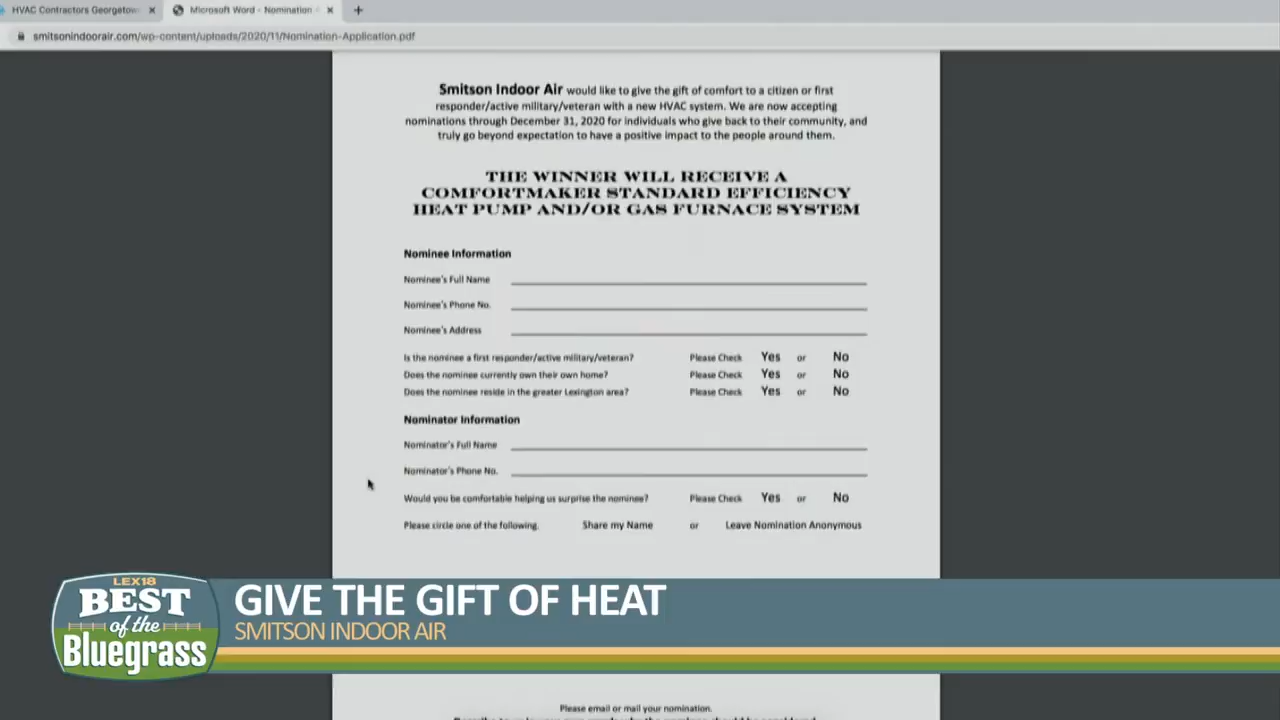 HVAC Contractors Georgetown
Microsoft Word - Nomination
smitsonindoorair.com/wp-content/uploads/2020/11/Nomination-Application.pdf
Smitson Indoor Air would like to give the gift of comfort to a citizen or first
responder/active military/veteran with a new HVAC system. We are now accepting
nominations through December 31, 2020 for individuals who give back to their community, and
truly go beyond expectation to have a positive impact to the people around them.
THE WINNER WILL RECEIVE A
COMFORTMAKER STANDARD EFFICIENCY
HEAT PUMP AND/OR GAS FURNACE SYSTEM
Nominee Information
Nominee's Full Name
Nominee's Phone No.
Nominee's Address
Is the nominee a first responder/active military/veteran? Please Check Yes or No
Does the nominee currently own their own home? Please Check Yes or No
Does the nominee reside in the greater Lexington area? Please Check Yes or No
Nominator Information
Nominator's Full Name
Nominator's Phone No.
Would you be comfortable helping us surprise the nominee? Please Check Yes or No
Please circle one of the following. Share my Name or Leave Nomination Anonymous
LEX18
BEST
of the
Bluegrass
GIVE THE GIFT OF HEAT
SMITSON INDOOR AIR
Please email or mail your nomination.